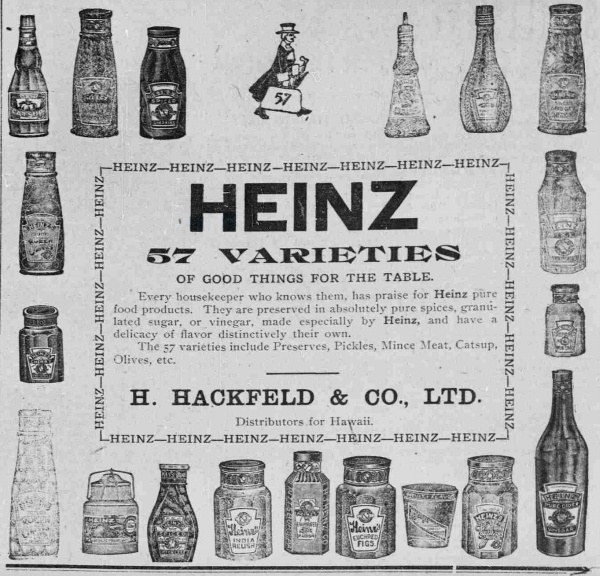 57
HEINZ—HEINZ—HEINZ—HEINZ—HEINZ—HEINZ—HEINZ
HEINZ—HEINZ—HEINZ—HEINZ—HEINZ
HEINZ—HEINZ—HEINZ—HEINZ—HEINZ
HEINZ
57 VARIETIES
OF GOOD THINGS FOR THE TABLE.
Every housekeeper who knows them, has praise for Heinz pure
food products. They are preserved in absolutely pure spices, granu-
lated sugar, or vinegar, made especially by Heinz, and have a
delicacy of flavor distinctively their own.
The 57 varieties include Preserves, Pickles, Mince Meat, Catsup,
Olives, etc.
H. HACKFELD & CO., LTD.
Distributors for Hawaii.
HEINZ—HEINZ—HEINZ—HEINZ—HEINZ—HEINZ—HEINZ
Heinz
INDIA
RELISH
Heinz
FIGS.
HEINZ